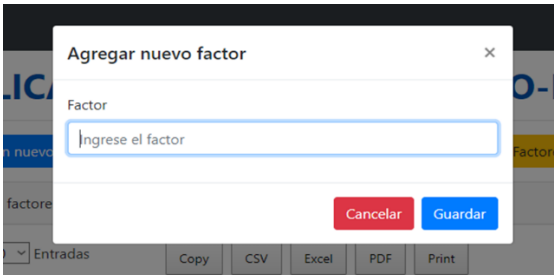 Agregar nuevo factor
×
Factor
Ingrese el factor
Cancelar Guardar
Entradas
Copy CSV Excel PDF Print